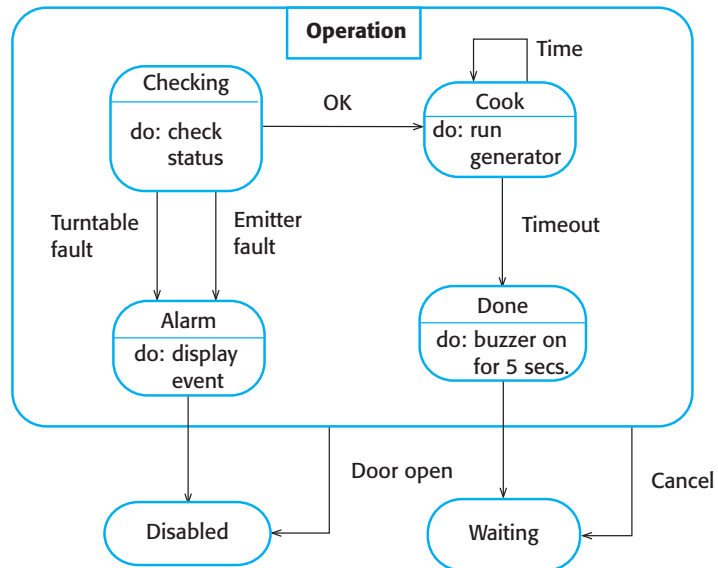 Operation
Time
Checking
do: check
status
OK
Cook
do: run
generator
Turntable
fault
Emitter
fault
Timeout
Alarm
do: display
event
Done
do: buzzer on
for 5 secs.
Door open
Cancel
Disabled
Waiting